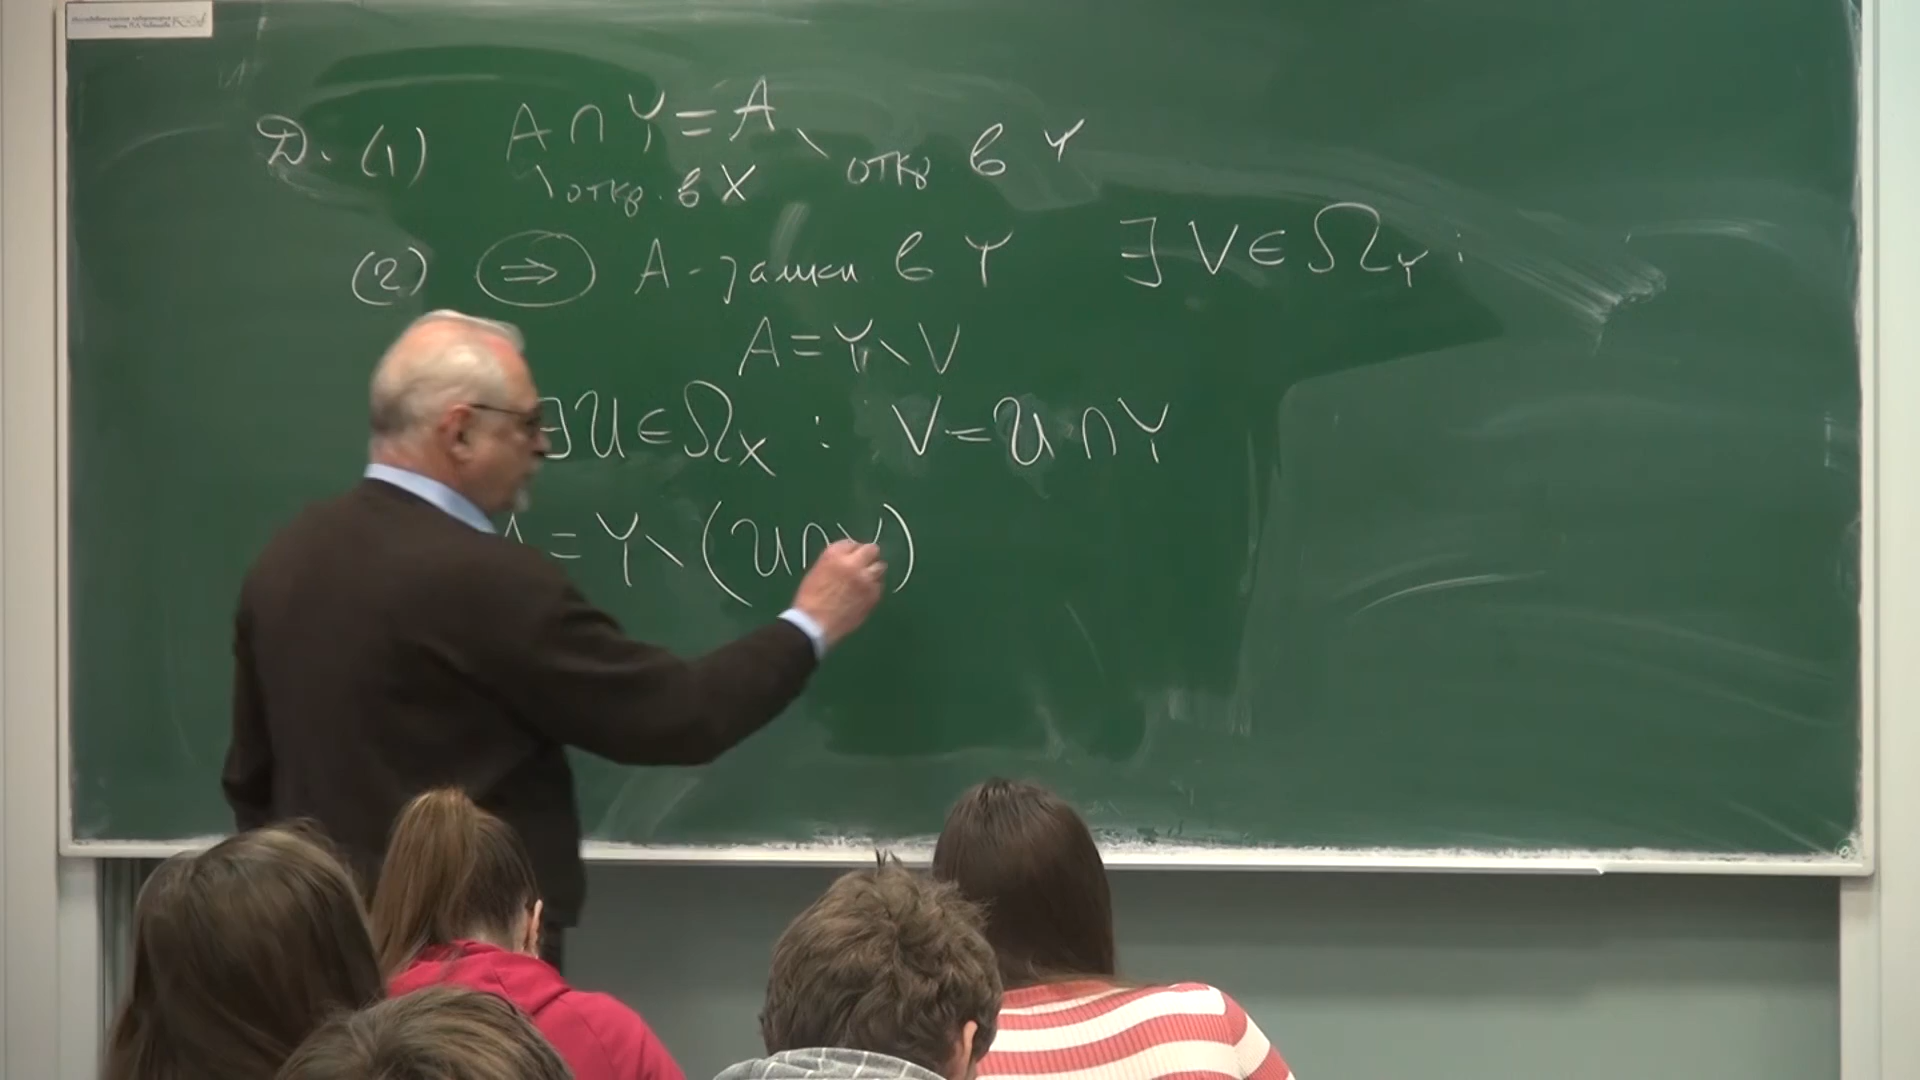 Д. (1) A ∩ Y = A \ откр в Y
\ откр. в X
(2) ⇒ A - замкн в Y ∃ V ∈ Ω_Y :
A = Y \ V
∃ U ∈ Ω_X : V = U ∩ Y
A = Y \ (U ∩ Y)